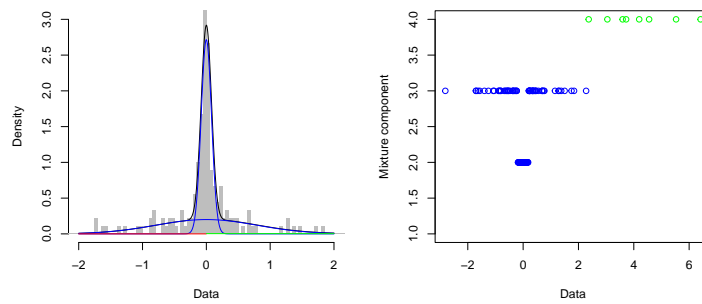 Density
0.0 0.5 1.0 1.5 2.0 2.5 3.0
−2 −1 0 1 2
Data
Mixture component
1.0 1.5 2.0 2.5 3.0 3.5 4.0
−2 0 2 4 6
Data